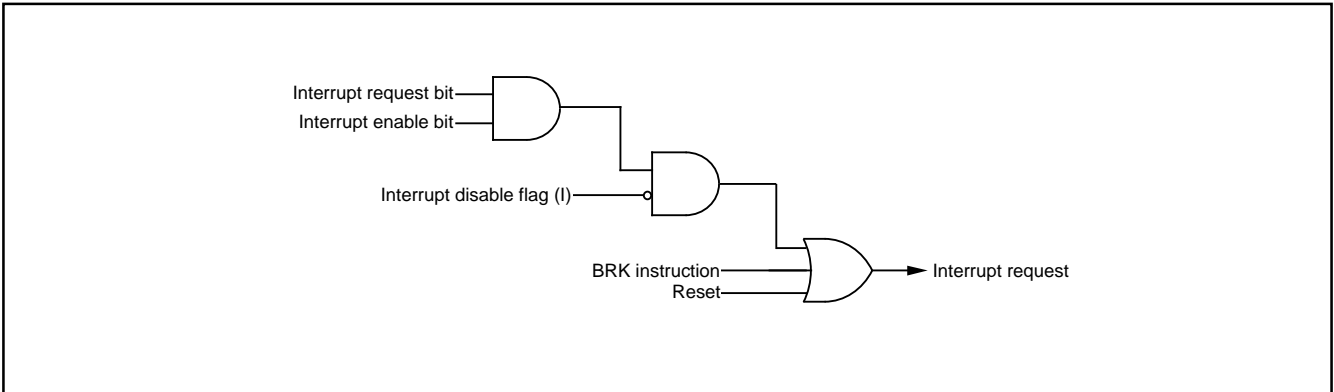 Interrupt request bit
Interrupt enable bit
Interrupt disable flag (I)
BRK instruction
Reset
Interrupt request